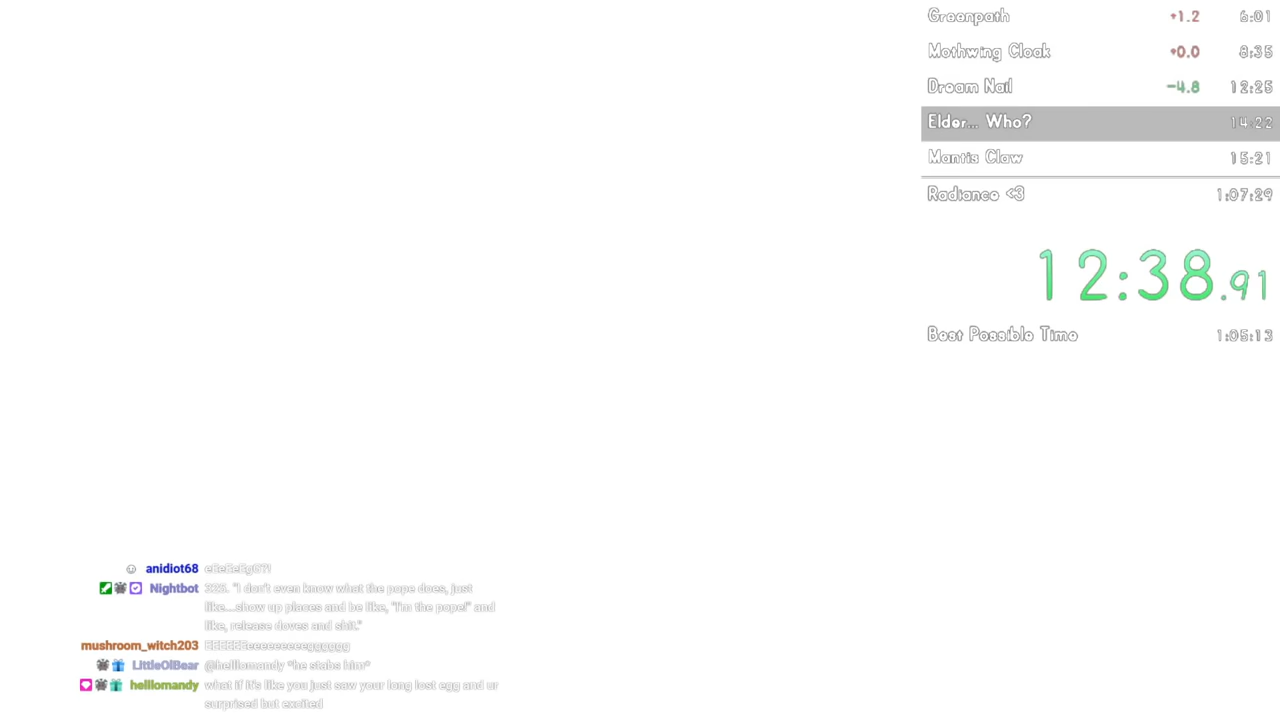 Greenpath +1.2 6:01
Mothwing Cloak +0.0 8:35
Dream Nail -4.8 12:25
Elder... Who? 14:22
Mantis Claw 15:21
Radiance <3 1:07:29
12:38.91
Best Possible Time 1:05:13
anidiot68
Nightbot "I don't even know what the pope does, just
like...show up places and be like, "I'm the pope!" and
like, release doves and shit."
mushroom_witch203 EEEEEEeeeeeeeeeegggggg
LittleOlBear @helllomandy *he stabs him*
helllomandy what if it's like you just saw your long lost egg and ur
surprised but excited